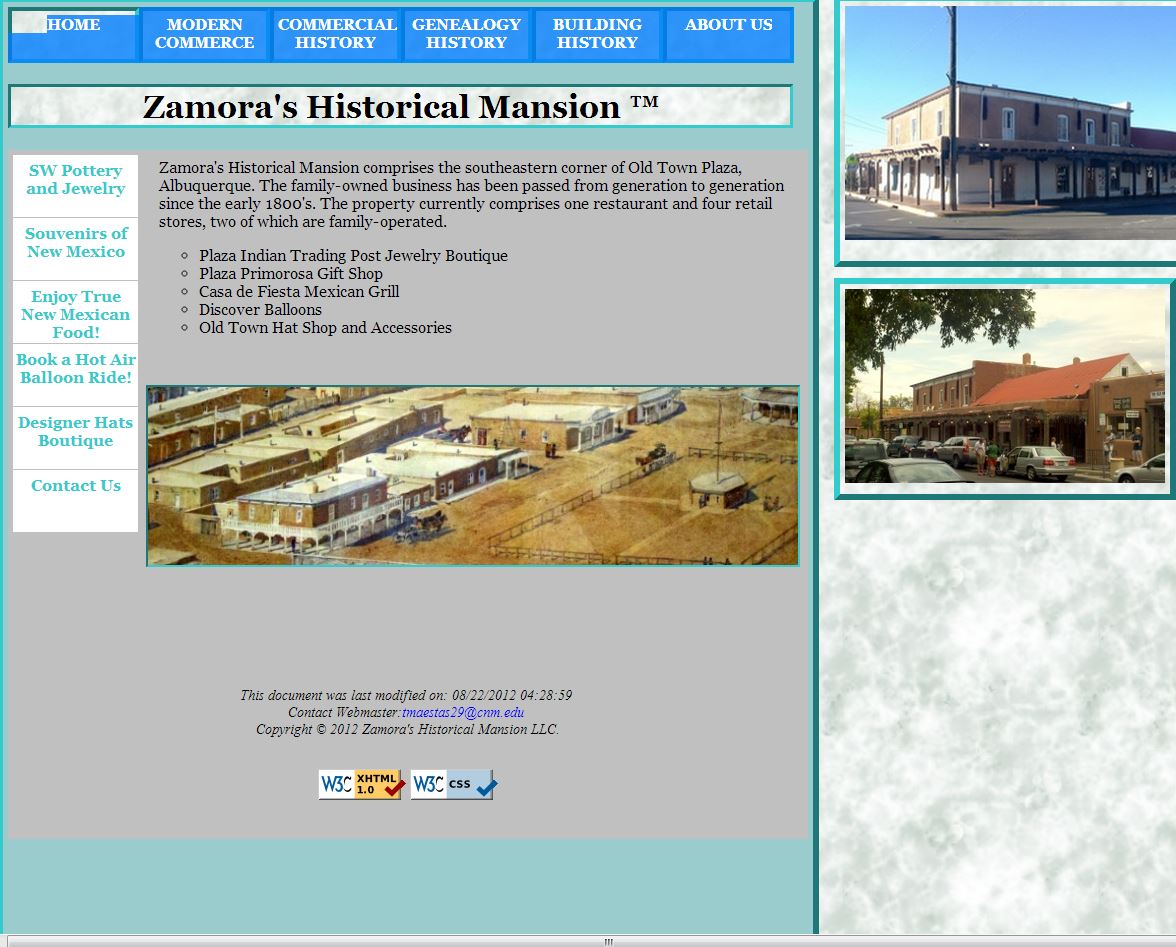 HOME
MODERN
COMMERCE
COMMERCIAL
HISTORY
GENEALOGY
HISTORY
BUILDING
HISTORY
ABOUT US
Zamora's Historical Mansion ™
SW Pottery
and Jewelry
Souvenirs of
New Mexico
Enjoy True
New Mexican
Food!
Book a Hot Air
Balloon Ride!
Designer Hats
Boutique
Contact Us
Zamora's Historical Mansion comprises the southeastern corner of Old Town Plaza,
Albuquerque. The family-owned business has been passed from generation to generation
since the early 1800's. The property currently comprises one restaurant and four retail
stores, two of which are family-operated.
Plaza Indian Trading Post Jewelry Boutique
Plaza Primorosa Gift Shop
Casa de Fiesta Mexican Grill
Discover Balloons
Old Town Hat Shop and Accessories
This document was last modified on: 08/22/2012 04:28:59
Contact Webmaster:tmaestas29@cnm.edu
Copyright © 2012 Zamora's Historical Mansion LLC.
W3C XHTML 1.0
W3C CSS